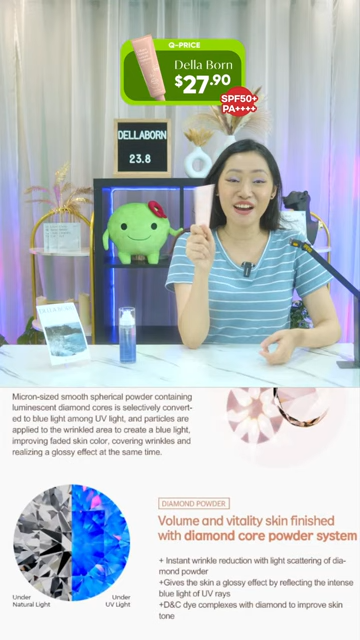 Q-PRICE
Della Born
$27.90
SPF50+
PA++++
DELLABORN
23.8
DELLABORN
Micron-sized smooth spherical powder containing
luminescent diamond cores is selectively convert-
ed to blue light among UV light, and particles are
applied to the wrinkled area to create a blue light,
improving faded skin color, covering wrinkles and
realizing a glossy effect at the same time.
DIAMOND POWDER
Volume and vitality skin finished
with diamond core powder system
+ Instant wrinkle reduction with light scattering of dia-
mond powder
+Gives the skin a glossy effect by reflecting the intense
blue light of UV rays
+D&C dye complexes with diamond to improve skin
tone
Under
Natural Light
Under
UV Light